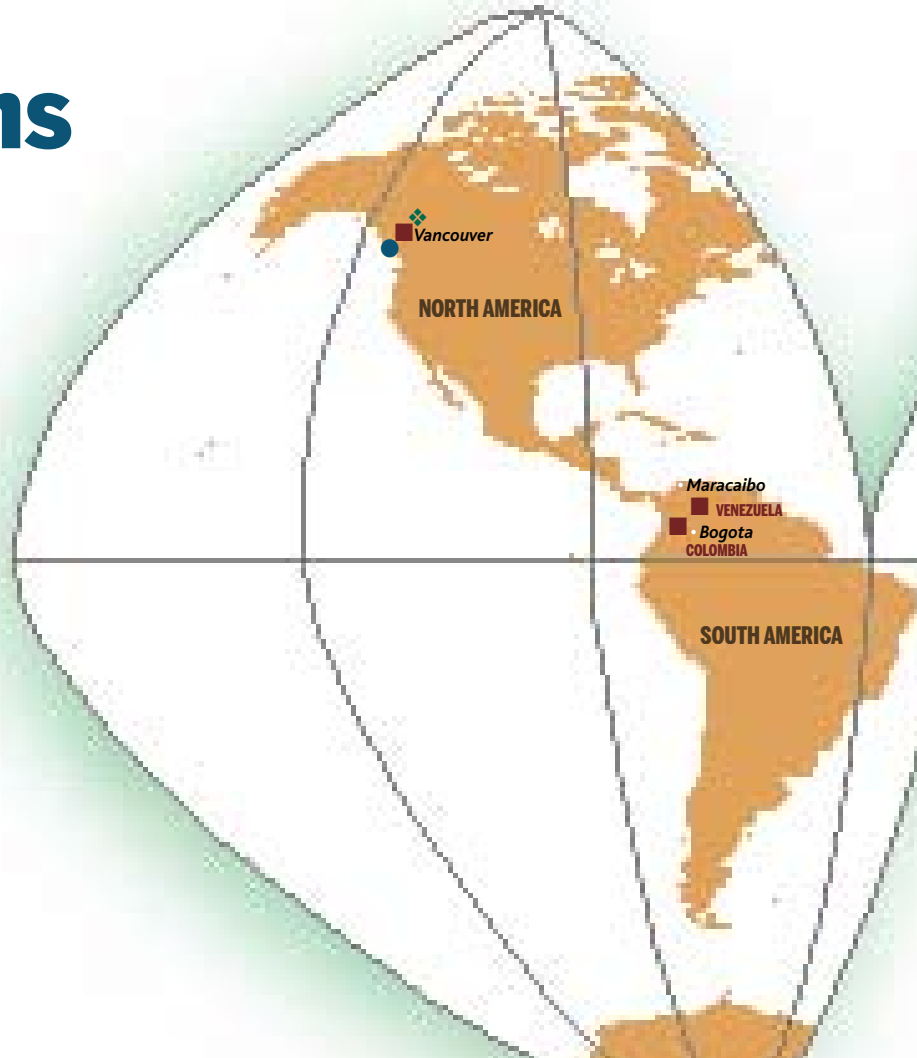 ns
Vancouver
NORTH AMERICA
Maracaibo
VENEZUELA
Bogota
COLOMBIA
SOUTH AMERICA